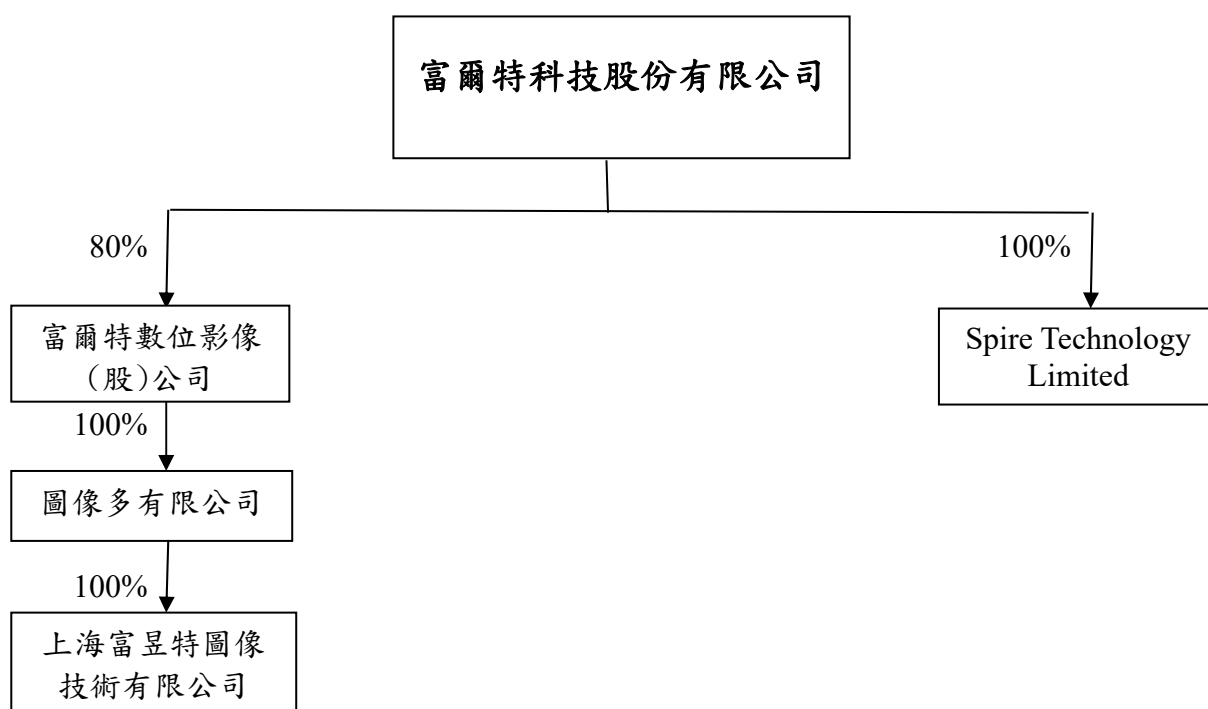 富爾特科技股份有限公司
80%
100%
富爾特數位影像
(股)公司
Spire Technology
Limited
100%
圖像多有限公司
100%
上海富昱特圖像
技術有限公司